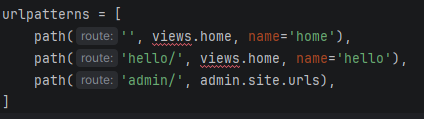 urlpatterns = [
    path( route: '', views.home, name='home'),
    path( route: 'hello/', views.home, name='hello'),
    path( route: 'admin/', admin.site.urls),
]